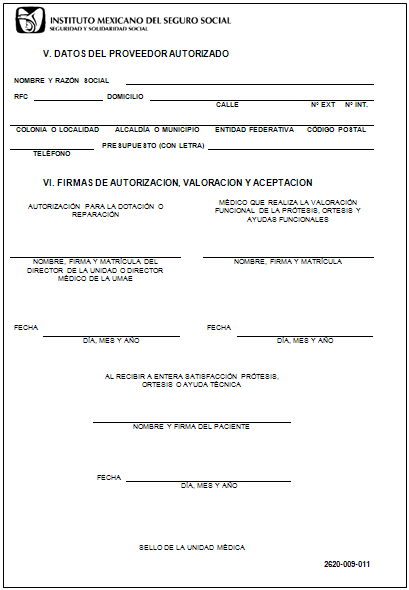 INSTITUTO MEXICANO DEL SEGURO SOCIAL
SEGURIDAD Y SOLIDARIDAD SOCIAL
V. DATOS DEL PROVEEDOR AUTORIZADO
NOMBRE Y RAZÓN SOCIAL
RFC DOMICILIO
CALLE Nº EXT Nº INT.
COLONIA O LOCALIDAD ALCALDÍA O MUNICIPIO ENTIDAD FEDERATIVA CÓDIGO POSTAL
PRESUPUESTO (CON LETRA)
TELÉFONO
VI. FIRMAS DE AUTORIZACION, VALORACION Y ACEPTACION
AUTORIZACIÓN PARA LA DOTACIÓN O
REPARACIÓN
MÉDICO QUE REALIZA LA VALORACIÓN
FUNCIONAL DE LA PRÓTESIS, ORTESIS Y
AYUDAS FUNCIONALES
NOMBRE, FIRMA Y MATRÍCULA DEL
DIRECTOR DE LA UNIDAD O DIRECTOR
MÉDICO DE LA UMAE
NOMBRE, FIRMA Y MATRÍCULA
FECHA
DÍA, MES Y AÑO
FECHA
DÍA, MES Y AÑO
AL RECIBIR A ENTERA SATISFACCIÓN PRÓTESIS,
ORTESIS O AYUDA TÉCNICA
NOMBRE Y FIRMA DEL PACIENTE
FECHA
DÍA, MES Y AÑO
SELLO DE LA UNIDAD MÉDICA
2620-009-011